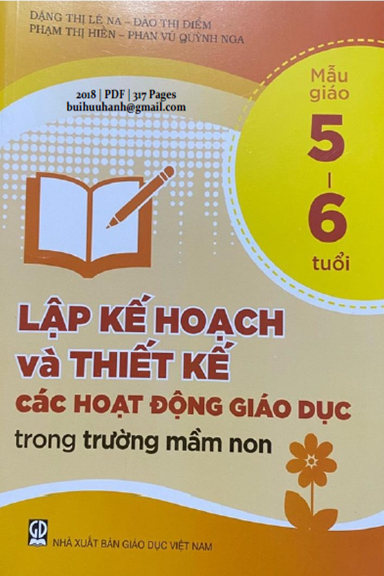 ĐẶNG THỊ LÊ NA – ĐÀO THỊ ĐIỂM
PHẠM THỊ HIỀN – PHAN VŨ QUỲNH NGA
2018 | PDF | 317 Pages
buihuuhanh@gmail.com
Mẫu
giáo
5
–
6
tuổi
LẬP KẾ HOẠCH
và THIẾT KẾ
các HOẠT ĐỘNG GIÁO DỤC
trong trường mầm non
GD
NHÀ XUẤT BẢN GIÁO DỤC VIỆT NAM